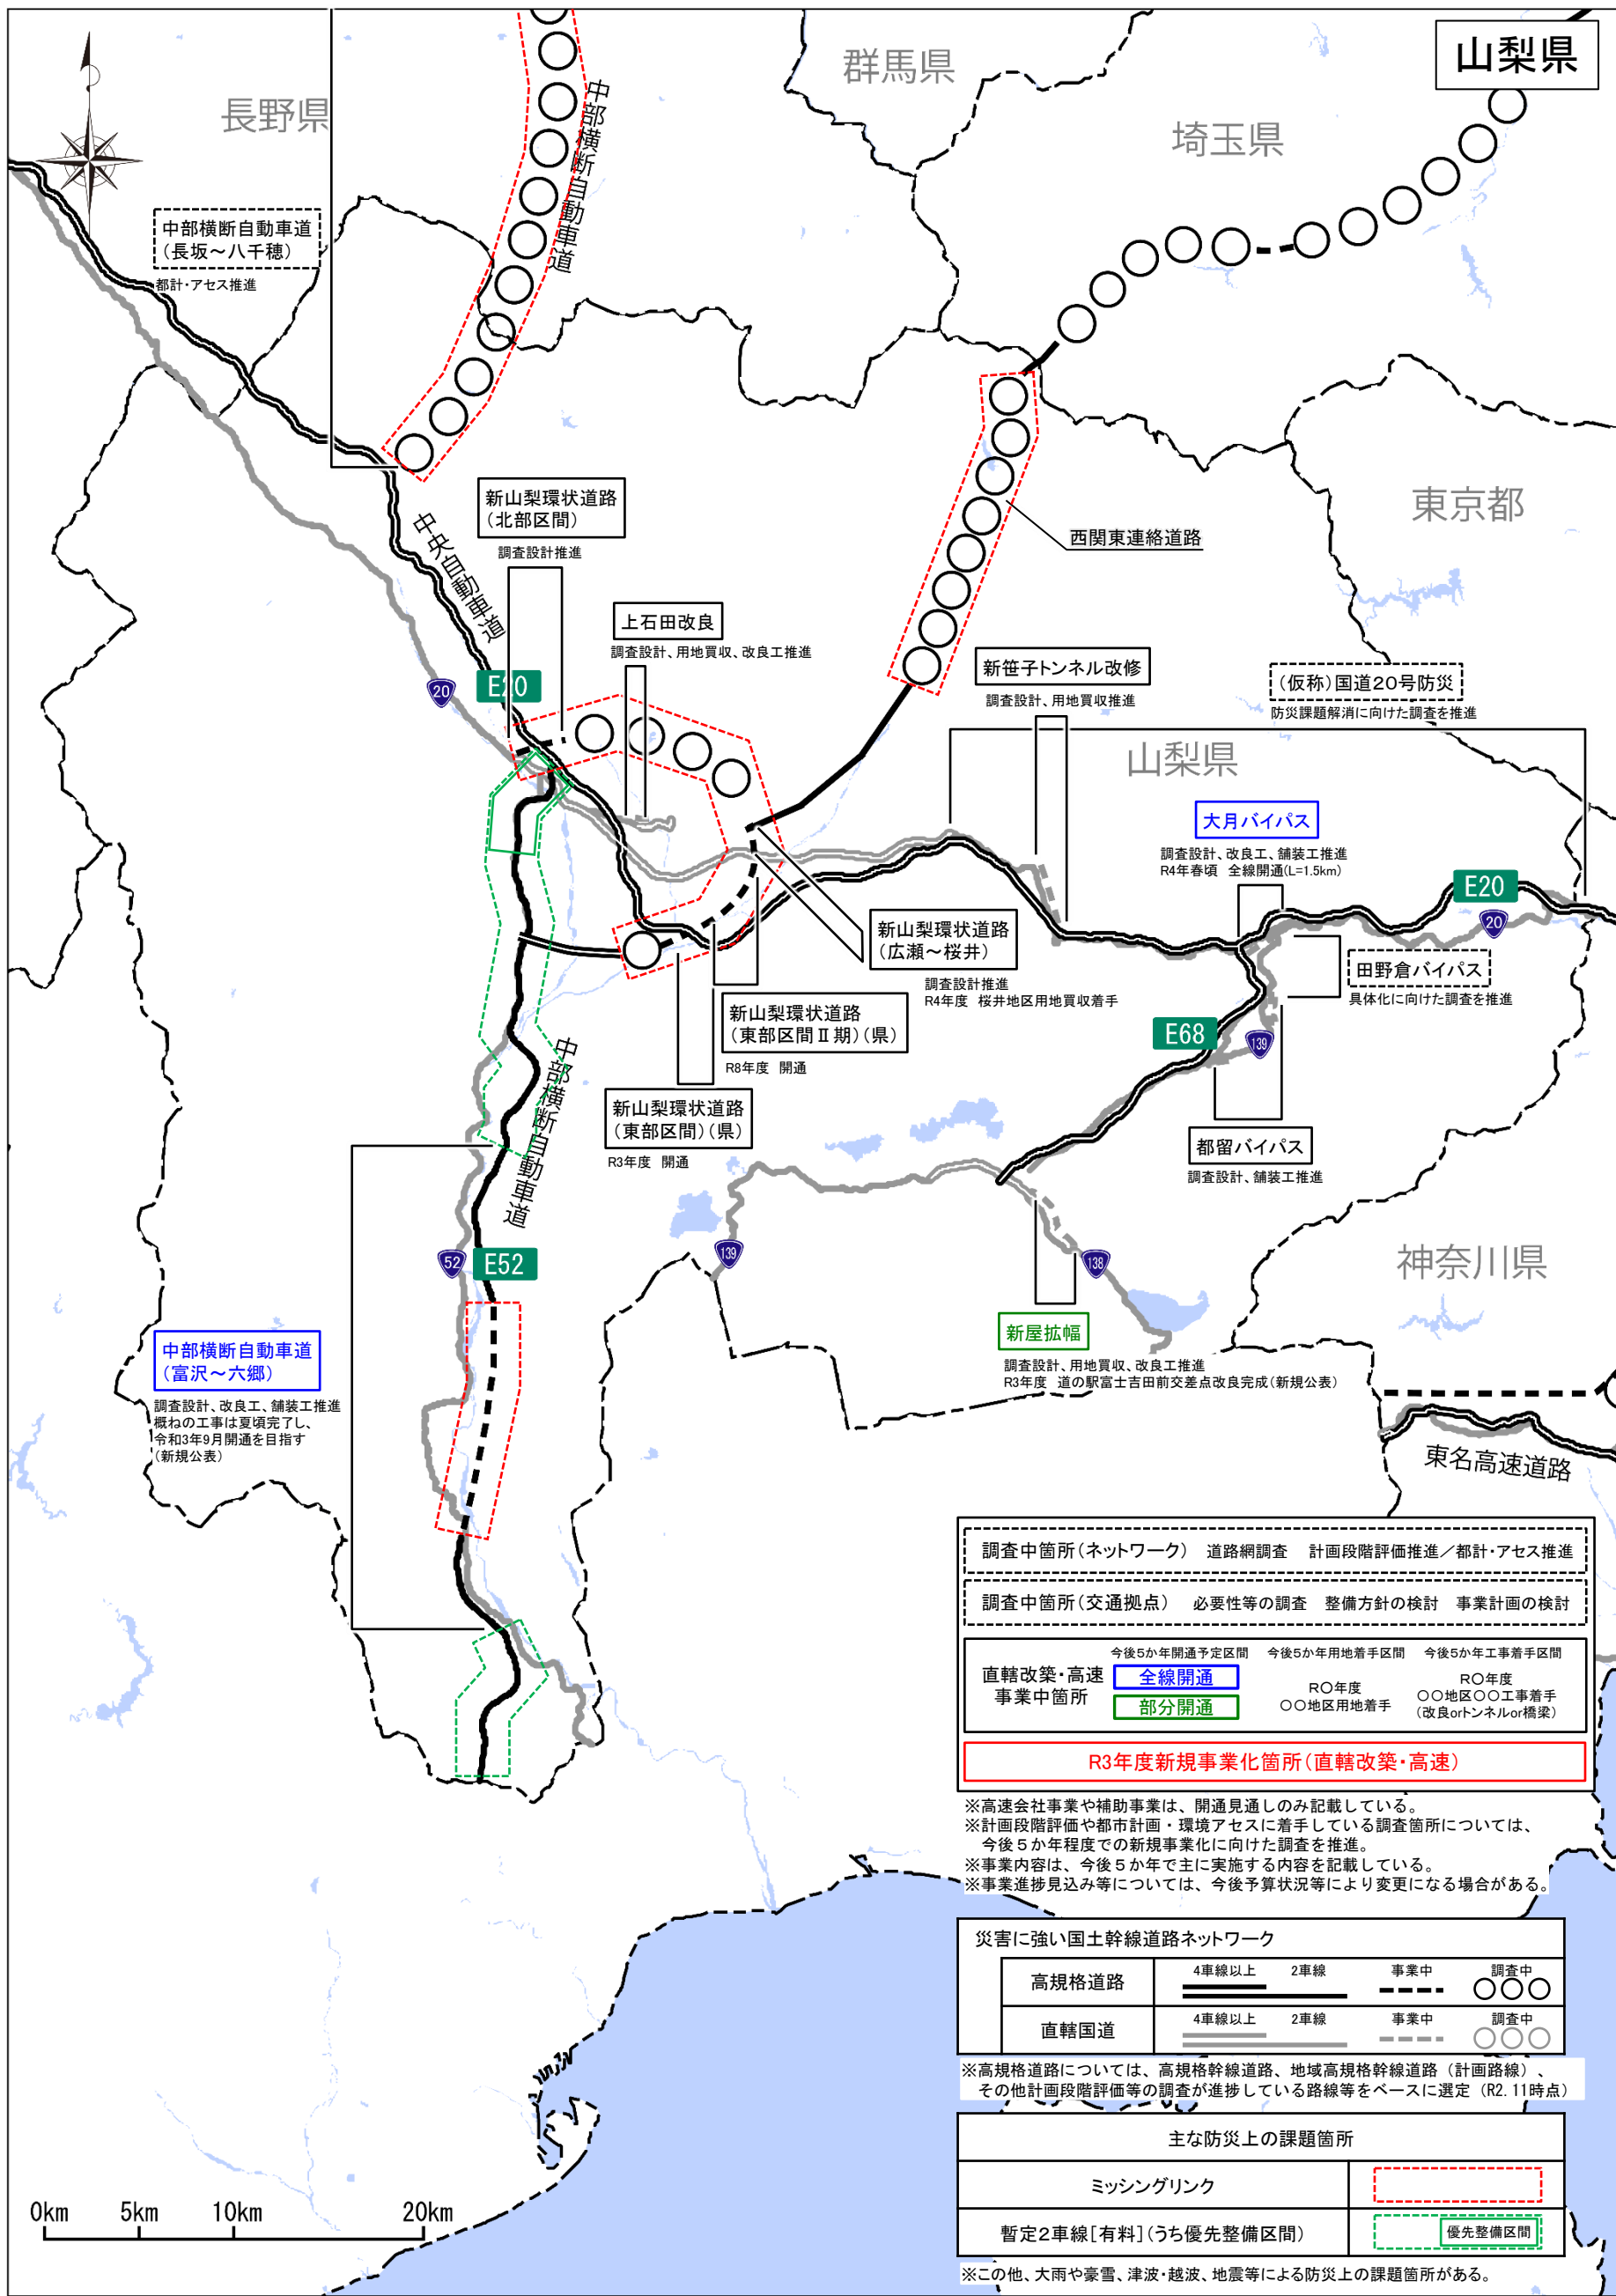 山梨県
群馬県
長野県
埼玉県
中部横断自動車道
中部横断自動車道
(長坂～八千穂)
都計・アセス推進
東京都
新山梨環状道路
(北部区間)
調査設計推進
中央自動車道
西関東連絡道路
上石田改良
調査設計、用地買収、改良工推進
新笹子トンネル改修
調査設計、用地買収推進
(仮称)国道20号防災
防災課題解消に向けた調査を推進
20
E20
山梨県
大月バイパス
調査設計、改良工、舗装工推進
R4年春頃 全線開通(L=1.5km)
E20
20
新山梨環状道路
(広瀬～桜井)
調査設計推進
R4年度 桜井地区用地買収着手
田野倉バイパス
具体化に向けた調査を推進
新山梨環状道路
(東部区間Ⅱ期)(県)
R8年度 開通
E68
139
中部横断自動車道
新山梨環状道路
(東部区間)(県)
R3年度 開通
都留バイパス
調査設計、舗装工推進
52
E52
139
138
神奈川県
新屋拡幅
調査設計、用地買収、改良工推進
R3年度 道の駅富士吉田前交差点改良完成(新規公表)
中部横断自動車道
(富沢～六郷)
調査設計、改良工、舗装工推進
概ねの工事は夏頃完了し、
令和3年9月開通を目指す
(新規公表)
東名高速道路
調査中箇所(ネットワーク) 道路網調査 計画段階評価推進／都計・アセス推進
調査中箇所(交通拠点) 必要性等の調査 整備方針の検討 事業計画の検討
今後5か年開通予定区間 今後5か年用地着手区間 今後5か年工事着手区間
直轄改築・高速
事業中箇所
全線開通
部分開通
R○年度
○○地区用地着手
R○年度
○○地区○○工事着手
(改良orトンネルor橋梁)
R3年度新規事業化箇所(直轄改築・高速)
※高速会社事業や補助事業は、開通見通しのみ記載している。
※計画段階評価や都市計画・環境アセスに着手している調査箇所については、
今後５か年程度での新規事業化に向けた調査を推進。
※事業内容は、今後５か年で主に実施する内容を記載している。
※事業進捗見込み等については、今後予算状況等により変更になる場合がある。
災害に強い国土幹線道路ネットワーク
高規格道路 4車線以上 2車線 事業中 調査中
直轄国道 4車線以上 2車線 事業中 調査中
※高規格道路については、高規格幹線道路、地域高規格幹線道路（計画路線）、
その他計画段階評価等の調査が進捗している路線等をベースに選定（R2.11時点）
主な防災上の課題箇所
ミッシングリンク
暫定2車線[有料](うち優先整備区間) 優先整備区間
※この他、大雨や豪雪、津波・越波、地震等による防災上の課題箇所がある。
0km 5km 10km 20km